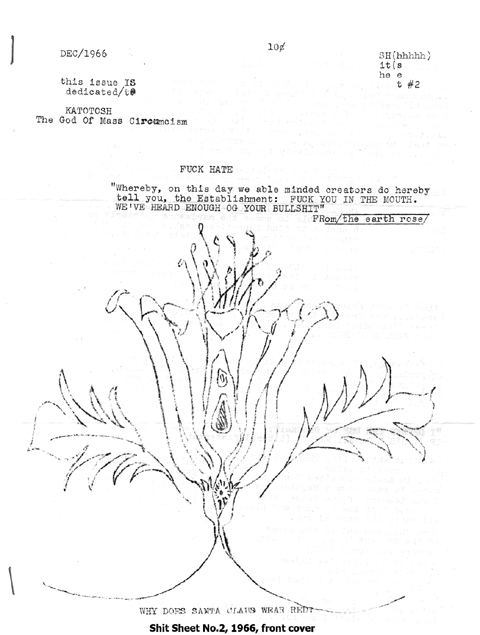 DEC/1966
10¢
SH(hhhhh)
it(s
he e
t #2
this issue IS
dedicated/t@
KATOTOSH
The God Of Mass Circumcism
FUCK HATE
"Whereby, on this day we able minded creators do hereby
tell you, the Establishment: FUCK YOU IN THE MOUTH.
WE'VE HEARD ENOUGH OG YOUR BULLSHIT"
FRom/the earth rose/
WHY DOES SANTA CLAUS WEAR RED?
Shit Sheet No.2, 1966, front cover